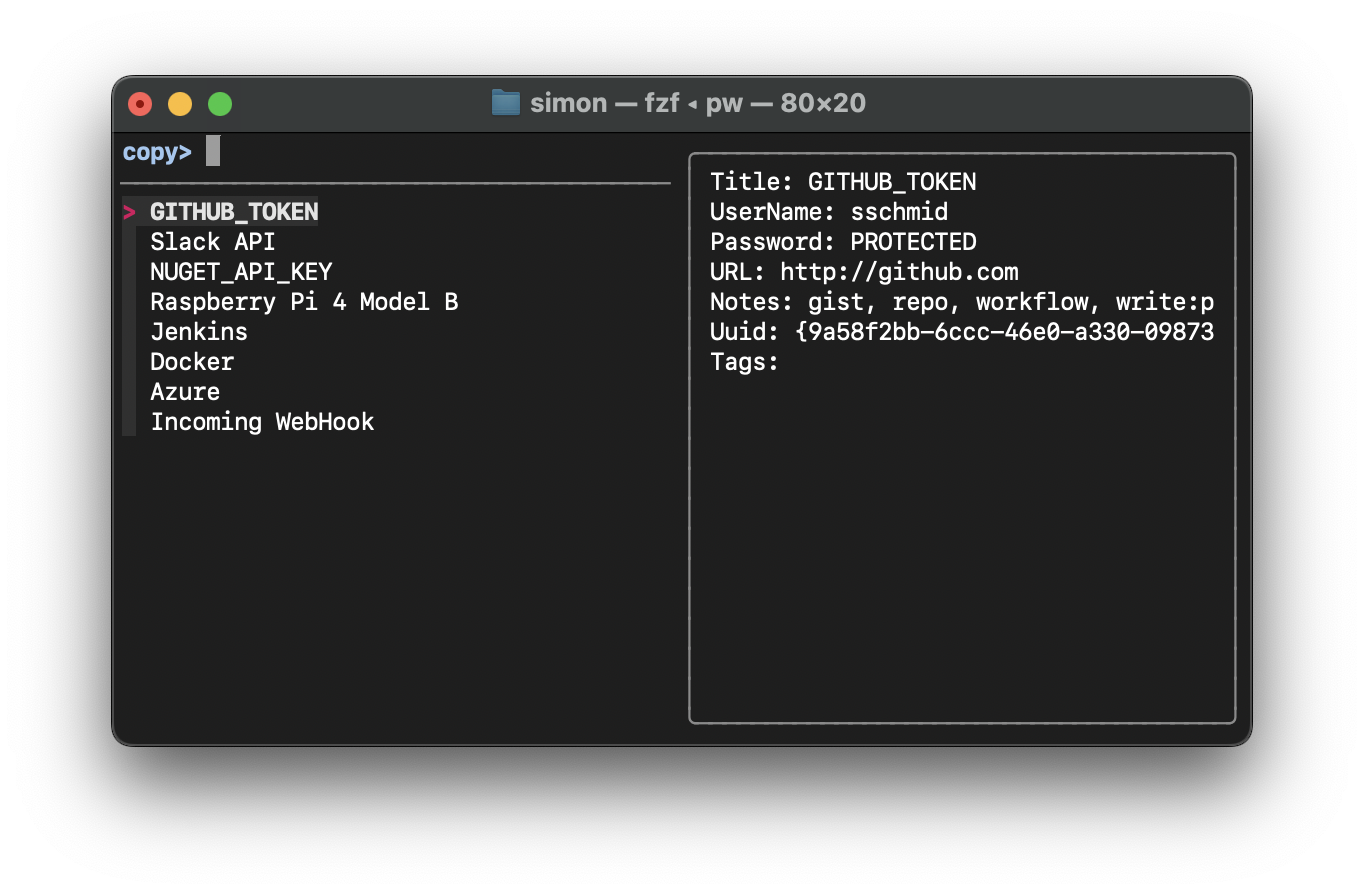 simon — fzf ◂ pw — 80×20
copy>
> GITHUB_TOKEN
Slack API
NUGET_API_KEY
Raspberry Pi 4 Model B
Jenkins
Docker
Azure
Incoming WebHook
Title: GITHUB_TOKEN
UserName: sschmid
Password: PROTECTED
URL: http://github.com
Notes: gist, repo, workflow, write:p
Uuid: {9a58f2bb-6ccc-46e0-a330-09873
Tags: